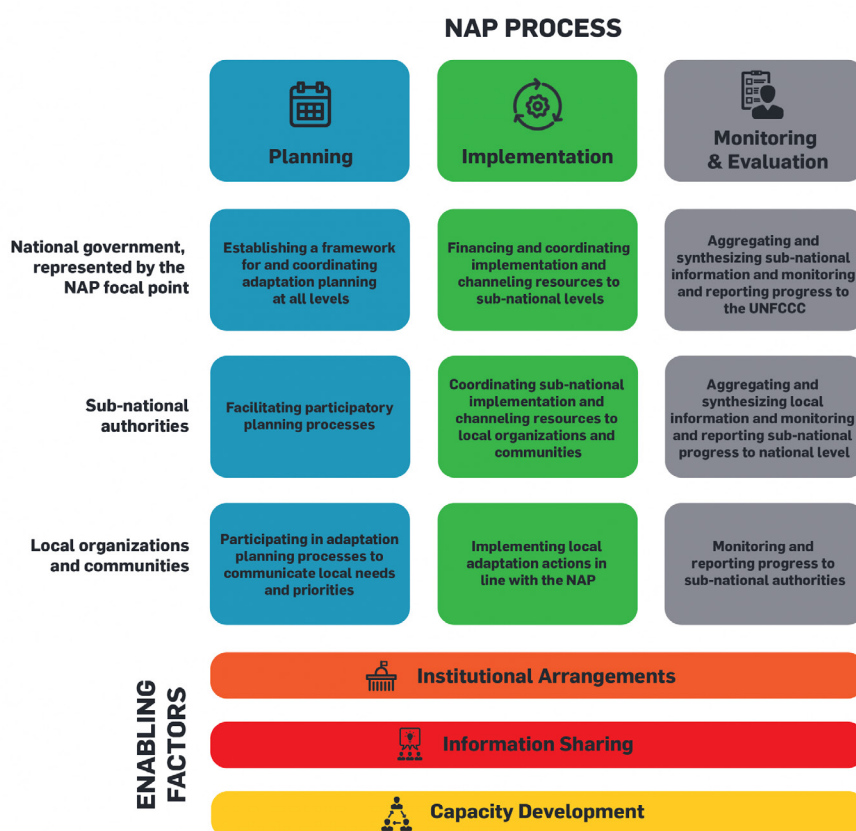 NAP PROCESS
Planning
Implementation
Monitoring
& Evaluation
National government,
represented by the
NAP focal point
Establishing a framework
for and coordinating
adaptation planning
at all levels
Financing and coordinating
implementation and
channeling resources to
sub-national levels
Aggregating and
synthesizing sub-national
information and monitoring
and reporting progress to
the UNFCCC
Sub-national
authorities
Facilitating participatory
planning processes
Coordinating sub-national
implementation and
channeling resources to
local organizations and
communities
Aggregating and
synthesizing local
information and monitoring
and reporting sub-national
progress to national level
Local organizations
and communities
Participating in adaptation
planning processes to
communicate local needs
and priorities
Implementing local
adaptation actions in
line with the NAP
Monitoring and
reporting progress to
sub-national authorities
ENABLING
FACTORS
Institutional Arrangements
Information Sharing
Capacity Development